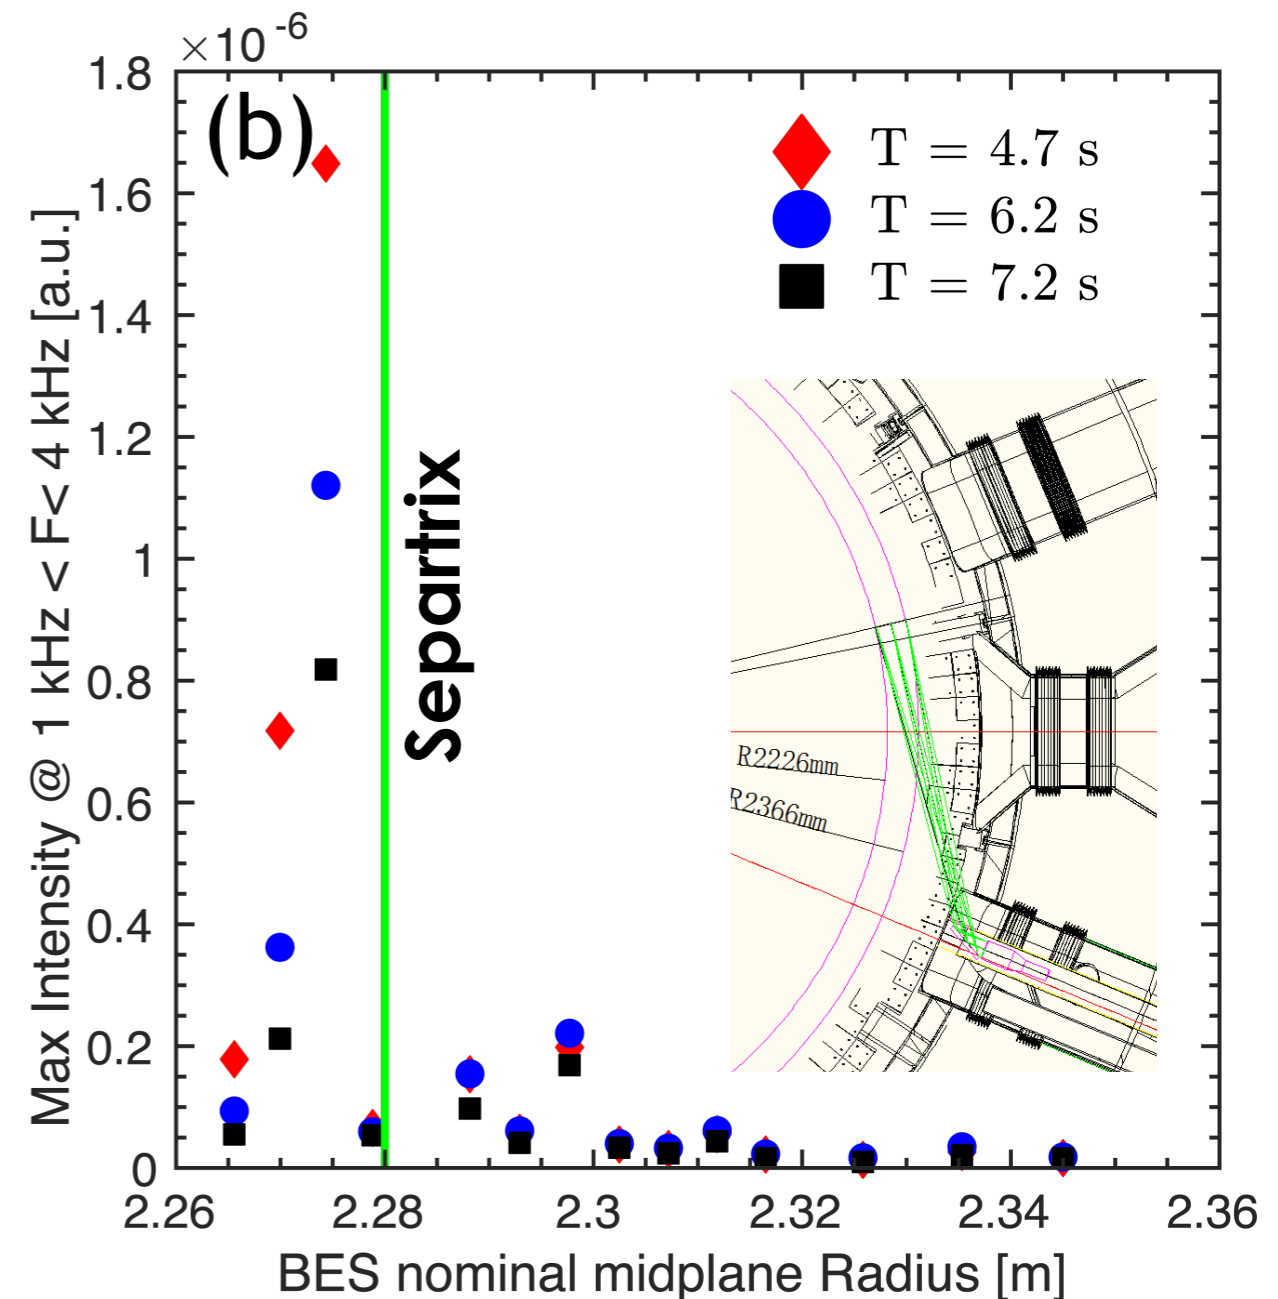 ×10 -6
(b)
T = 4.7 s
T = 6.2 s
T = 7.2 s
1.8
1.6
1.4
1.2
1
0.8
0.6
0.4
0.2
0
Max Intensity @ 1 kHz < F< 4 kHz [a.u.]
Separtrix
R2226mm
R2366mm
2.26 2.28 2.3 2.32 2.34 2.36
BES nominal midplane Radius [m]